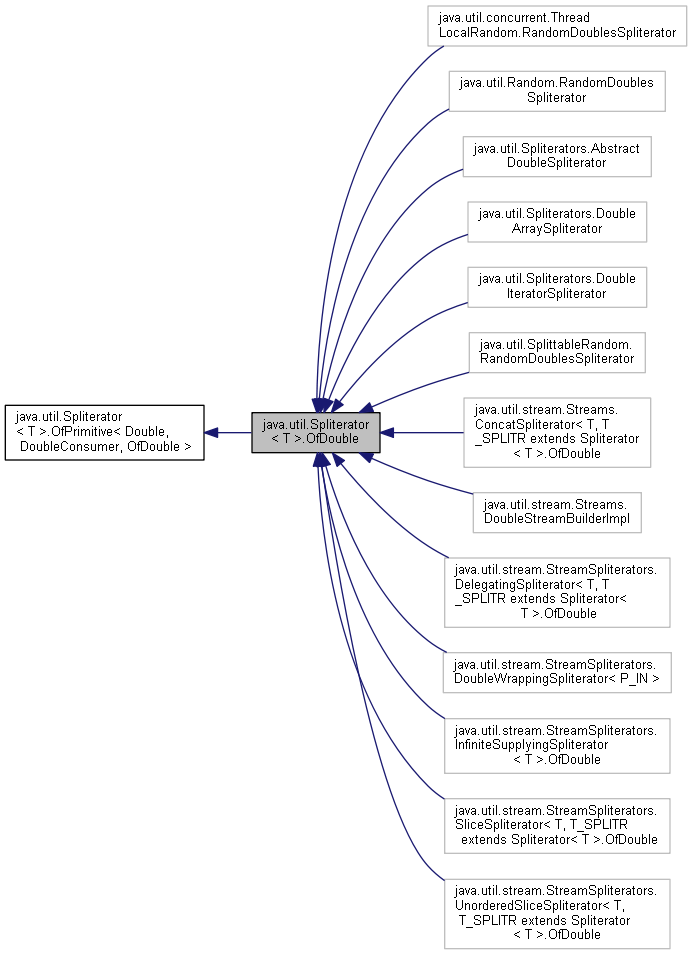 java.util.concurrent.Thread
LocalRandom.RandomDoublesSpliterator
java.util.Random.RandomDoubles
Spliterator
java.util.Spliterators.Abstract
DoubleSpliterator
java.util.Spliterators.Double
ArraySpliterator
java.util.Spliterators.Double
IteratorSpliterator
java.util.SplittableRandom.
RandomDoublesSpliterator
java.util.Spliterator
< T >.OfPrimitive< Double,
DoubleConsumer, OfDouble >
java.util.Spliterator
< T >.OfDouble
java.util.stream.Streams.
ConcatSpliterator< T, T
_SPLITR extends Spliterator
< T >.OfDouble
java.util.stream.Streams.
DoubleStreamBuilderImpl
java.util.stream.StreamSpliterators.
DelegatingSpliterator< T, T
_SPLITR extends Spliterator<
T >.OfDouble
java.util.stream.StreamSpliterators.
DoubleWrappingSpliterator< P_IN >
java.util.stream.StreamSpliterators.
InfiniteSupplyingSpliterator
< T >.OfDouble
java.util.stream.StreamSpliterators.
SliceSpliterator< T, T_SPLITR
extends Spliterator< T >.OfDouble
java.util.stream.StreamSpliterators.
UnorderedSliceSpliterator< T,
T_SPLITR extends Spliterator
< T >.OfDouble